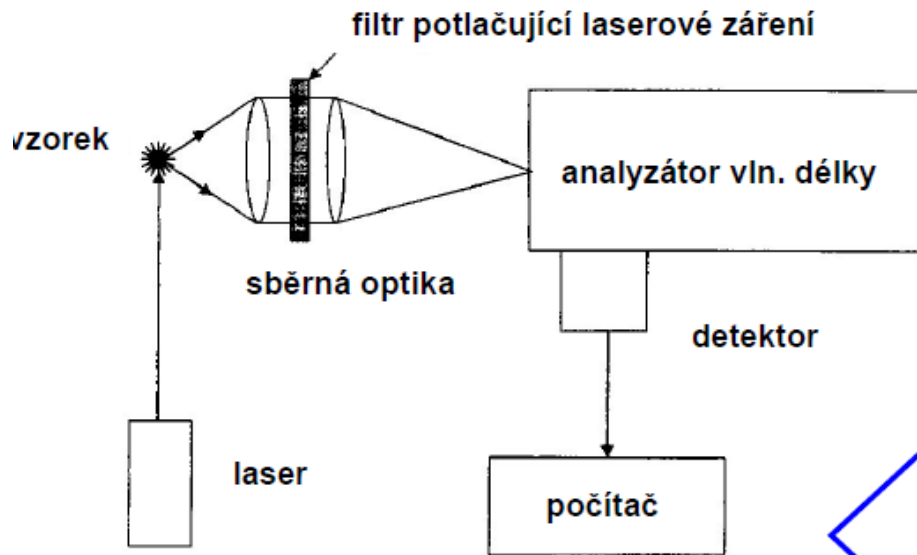 filtr potlačující laserové záření
vzorek
analyzátor vln. délky
sběrná optika
detektor
laser
počítač